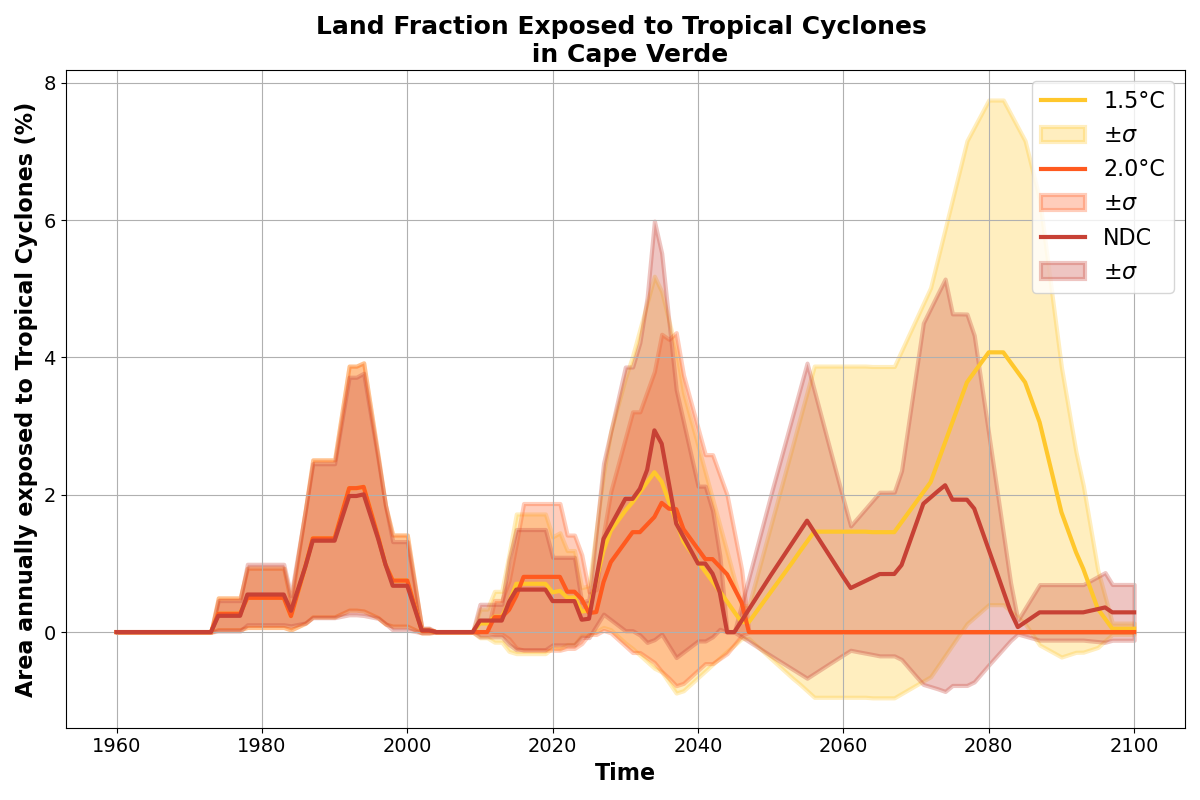 Land Fraction Exposed to Tropical Cyclones
in Cape Verde
Area annually exposed to Tropical Cyclones (%)
8
6
4
2
0
1.5°C
±σ
2.0°C
±σ
NDC
±σ
1960 1980 2000 2020 2040 2060 2080 2100
Time